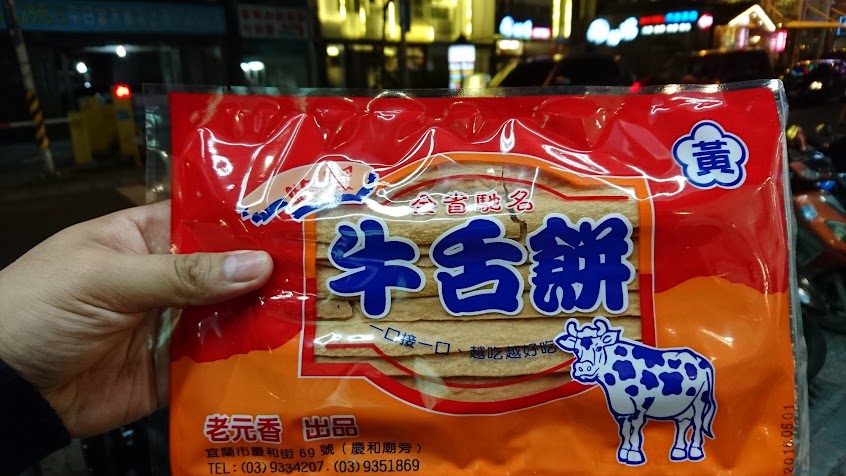 黃
全省馳名
牛舌餅
一口接一口、越吃越好吃
老元香 出品
宜蘭市慶和街69號(慶和廟旁)
TEL:(03)9334207.(03)9351869